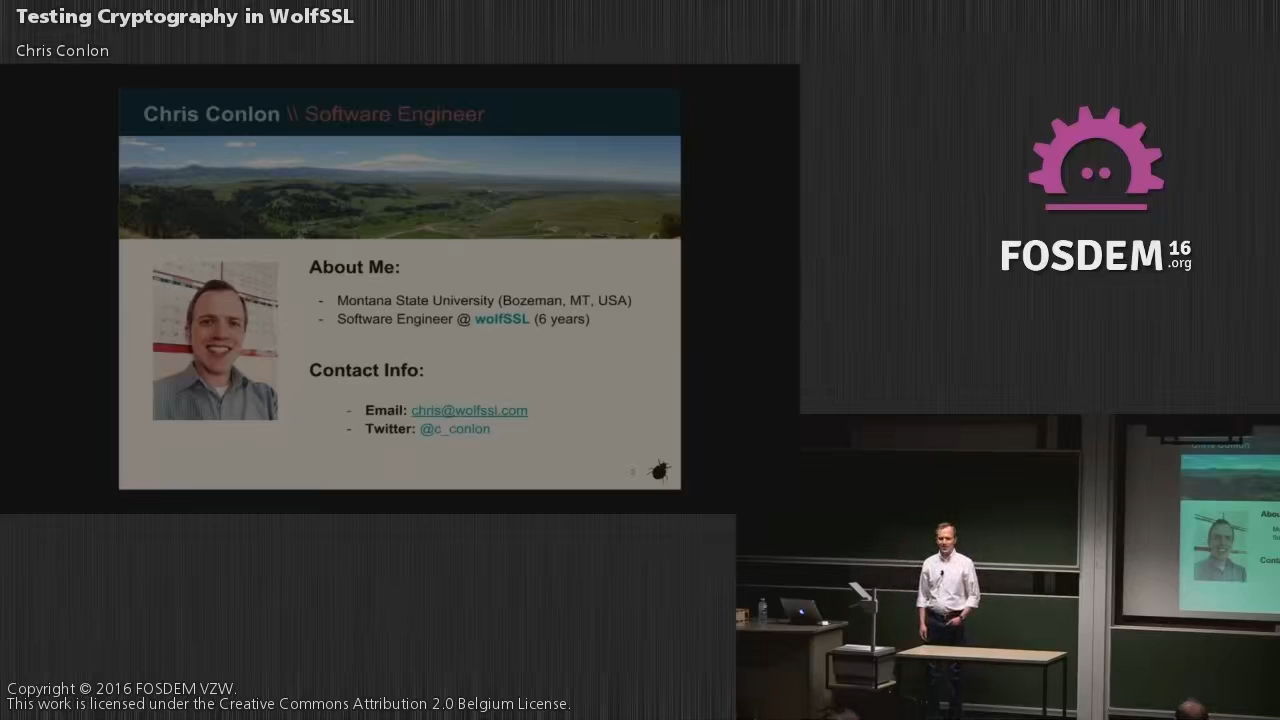 Testing Cryptography in WolfSSL
Chris Conlon
Chris Conlon \\ Software Engineer
About Me:
- Montana State University (Bozeman, MT, USA)
- Software Engineer @ wolfSSL (6 years)
Contact Info:
- Email: chris@wolfssl.com
- Twitter: @c_conlon
FOSDEM 16 .org
Chris Conlon
Copyright © 2016 FOSDEM VZW.
This work is licensed under the Creative Commons Attribution 2.0 Belgium License.